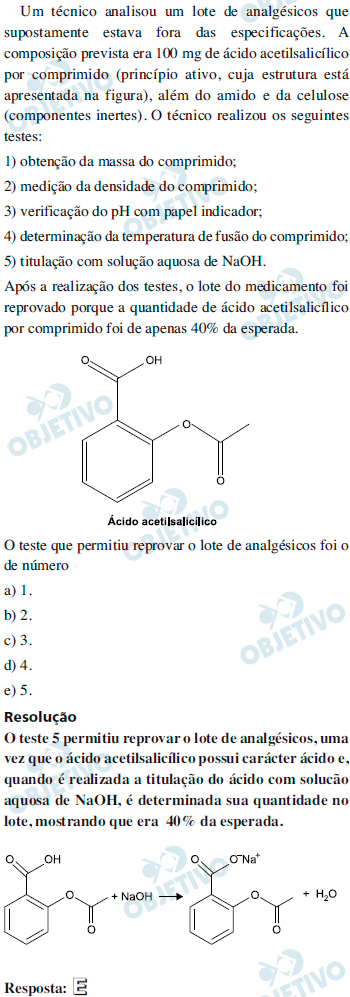 Um técnico analisou um lote de analgésicos que
supostamente estava fora das especificações. A
composição prevista era 100 mg de ácido acetilsalicílico
por comprimido (princípio ativo, cuja estrutura está
apresentada na figura), além do amido e da celulose
(componentes inertes). O técnico realizou os seguintes
testes:
1) obtenção da massa do comprimido;
2) medição da densidade do comprimido;
3) verificação do pH com papel indicador;
4) determinação da temperatura de fusão do comprimido;
5) titulação com solução aquosa de NaOH.
Após a realização dos testes, o lote do medicamento foi
reprovado porque a quantidade de ácido acetilsalicílico
por comprimido foi de apenas 40% da esperada.
O OH
O
O
Ácido acetilsalicílico
O teste que permitiu reprovar o lote de analgésicos foi o
de número
a) 1.
b) 2.
c) 3.
d) 4.
e) 5.
Resolução
O teste 5 permitiu reprovar o lote de analgésicos, uma
vez que o ácido acetilsalicílico possui carácter ácido e,
quando é realizada a titulação do ácido com solucão
aquosa de NaOH, é determinada sua quantidade no
lote, mostrando que era 40% da esperada.
O OH O O⁻Na⁺
O + NaOH O + H₂O
O O
Resposta: E
OBJETIVO
OBJETIVO
OBJETIVO
OBJETIVO
OBJETIVO
OBJETIVO
OBJETIVO
OBJETIVO